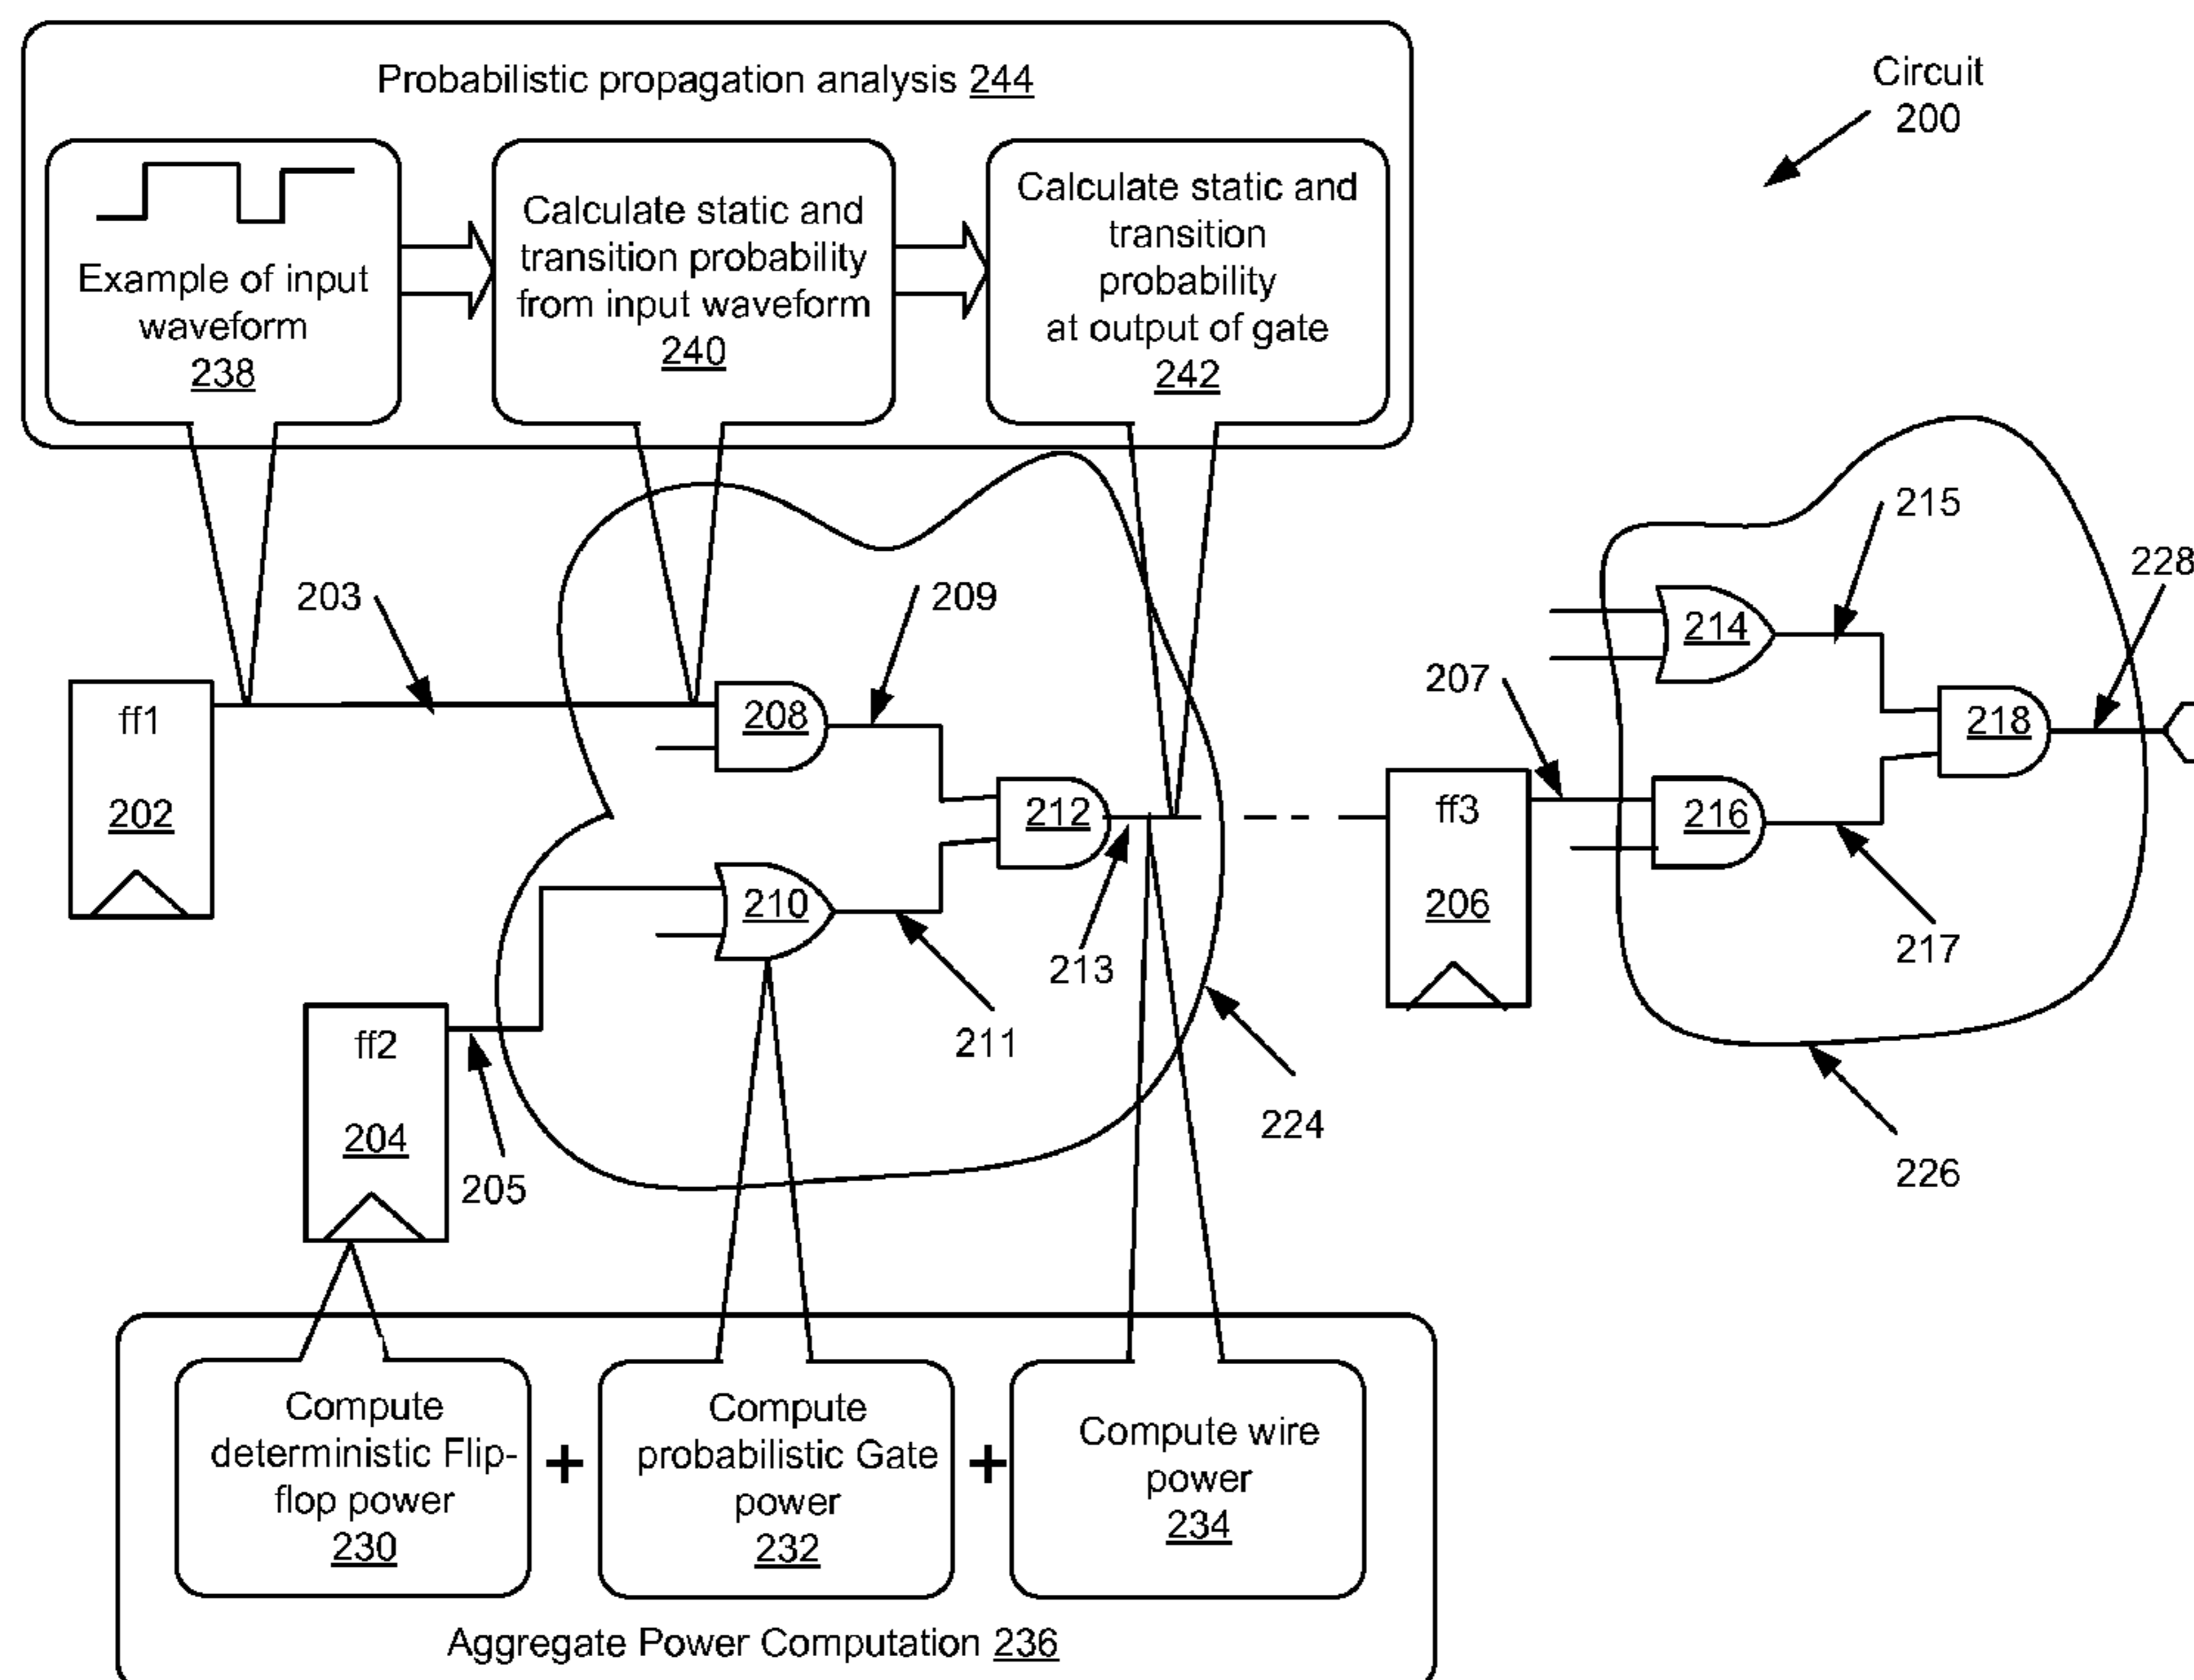 Probabilistic propagation analysis 244
Example of input
waveform
238
Calculate static and
transition probability
from input waveform
240
Calculate static and
transition
probability
at output of gate
242
Circuit
200
203
209
215
228
207
ff1
202
208
212
210
213
211
205
ff2
204
224
ff3
206
214
216
218
217
226
Compute
deterministic Flip-
flop power
230
+
Compute
probabilistic Gate
power
232
+
Compute wire
power
234
Aggregate Power Computation 236